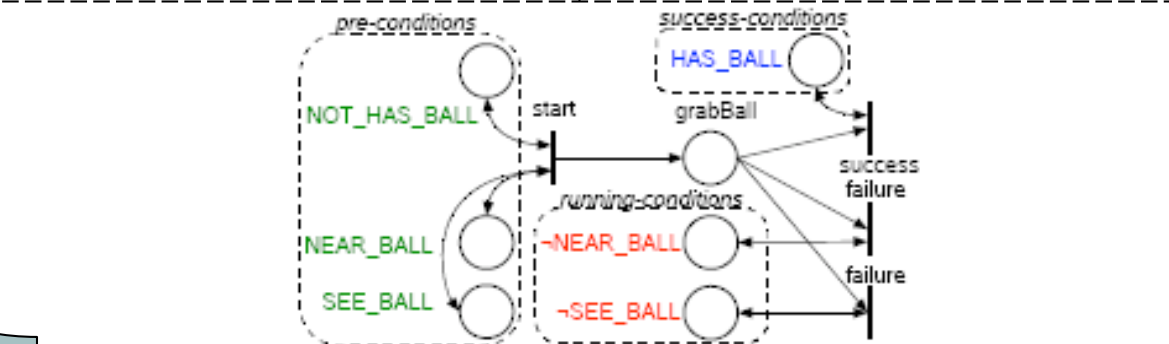 pre-conditions
success-conditions
HAS_BALL
NOT_HAS_BALL
start
grabBall
success
failure
running-conditions
NEAR_BALL
¬NEAR_BALL
failure
SEE_BALL
¬SEE_BALL